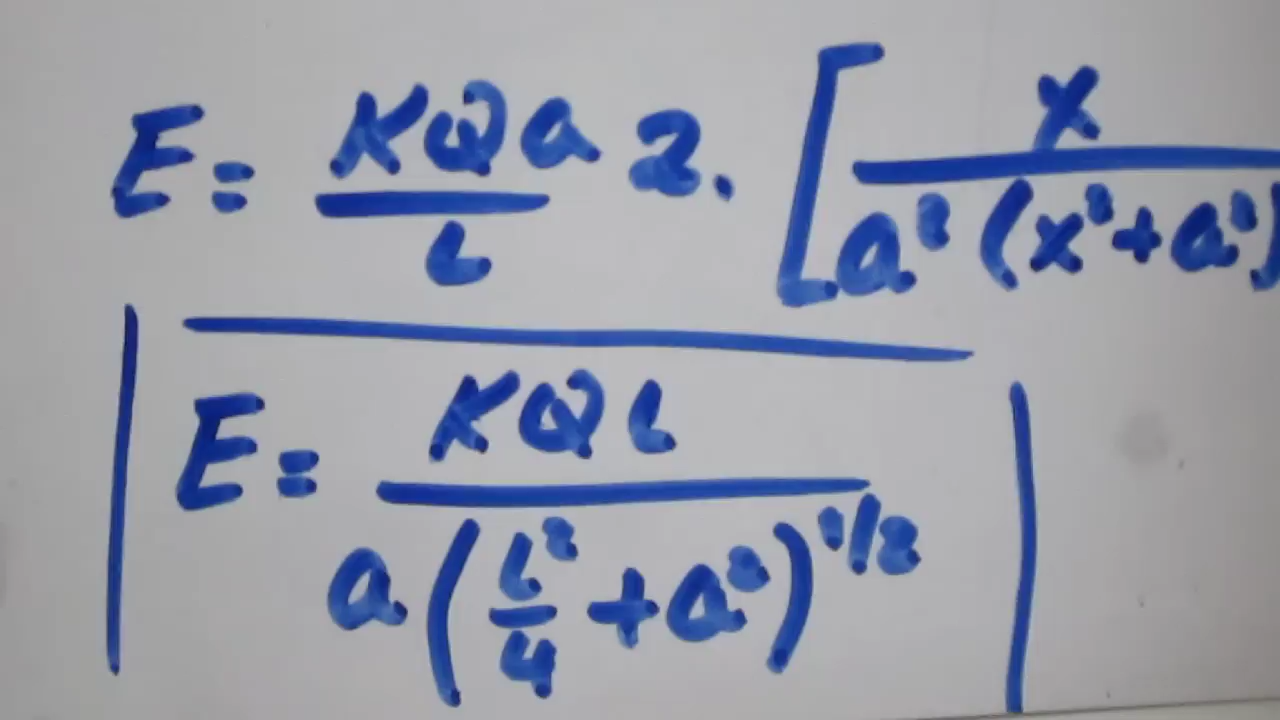 E = KQa/L 2. [x/a²(x²+a²)
E = KQL/a(L²/4 + a²)^1/2